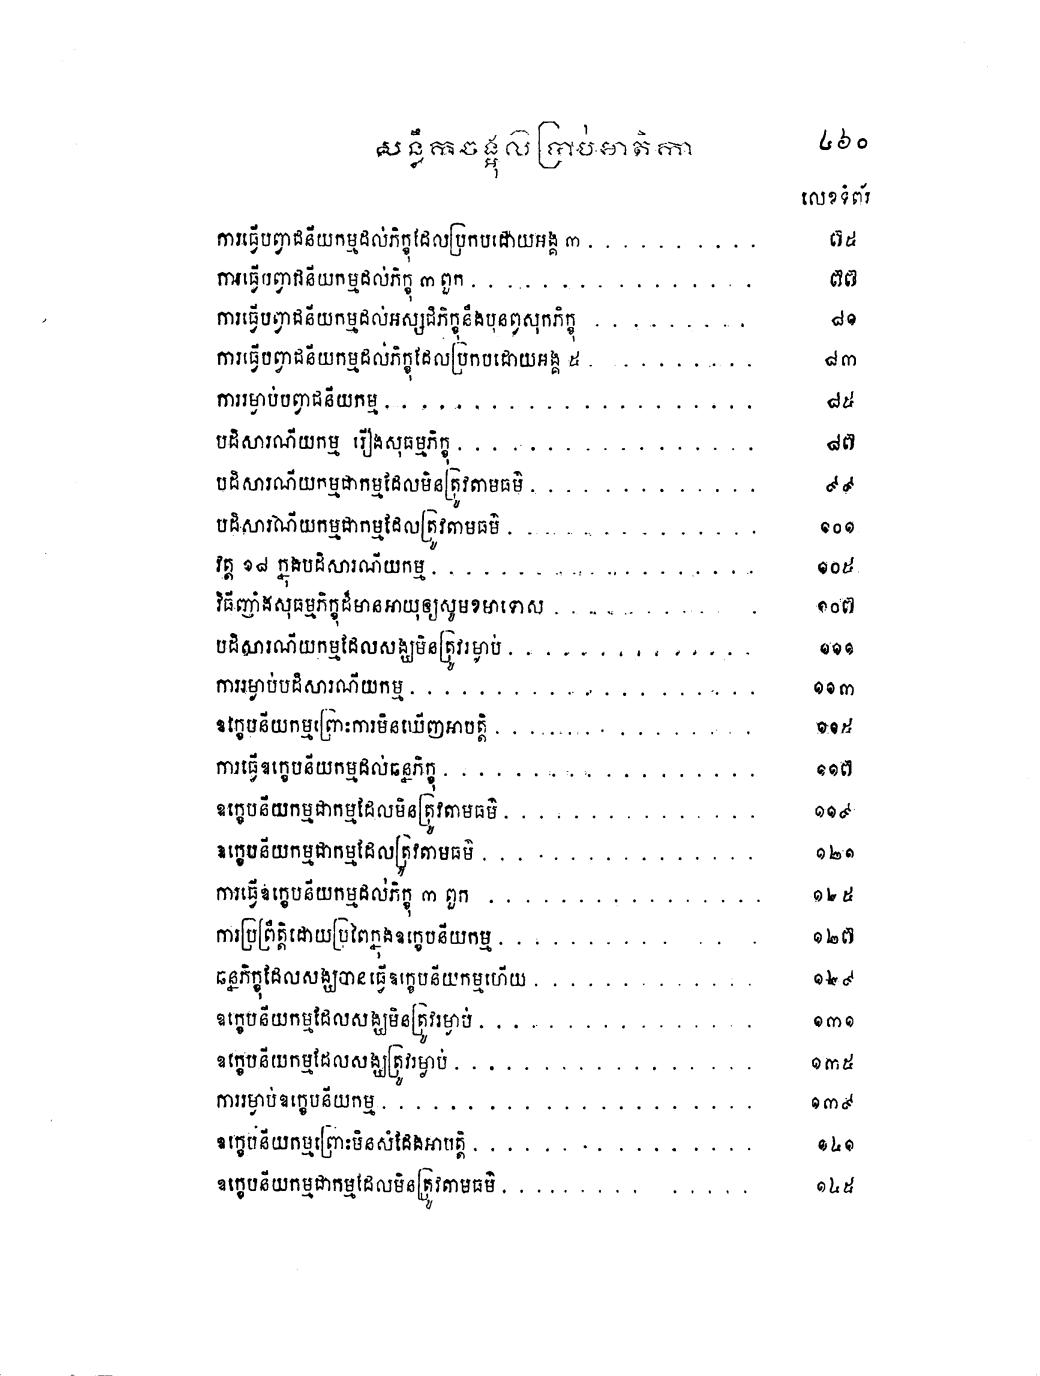 សន្លឹកចង្អុលប្រាប់មាតិកា ៤៦០
លេខទំព័រ
ការធ្វើបព្វាជនីយកម្មដល់ភិក្ខុដែលប្រកបដោយអង្គ ៣ . . . . . . . . . . ៧៥
ការធ្វើបព្វាជនីយកម្មដល់ភិក្ខុ ៣ ពួក . . . . . . . . . . . . . . . . ៧៧
ការធ្វើបព្វាជនីយកម្មដល់អស្សជិភិក្ខុនឹងបុនព្វសុកភិក្ខុ . . . . . . . . . ៨១
ការធ្វើបព្វាជនីយកម្មដល់ភិក្ខុដែលប្រកបដោយអង្គ ៥ . . . . . . . . . ៨៣
ការរម្ងាប់បព្វាជនីយកម្ម . . . . . . . . . . . . . . . . . . . . . ៨៥
បដិសារណីយកម្ម រឿងសុធម្មភិក្ខុ . . . . . . . . . . . . . . . . . ៨៧
បដិសារណីយកម្មជាកម្មដែលមិនត្រូវតាមធម៌ . . . . . . . . . . . . . ៩៩
បដិសារណីយកម្មជាកម្មដែលត្រូវតាមធម៌ . . . . . . . . . . . . . . ១០១
វត្ត ១៨ ក្នុងបដិសារណីយកម្ម . . . . . . . . . . . . . . . . . . ១០៥
វិធីញ៉ាំងសុធម្មភិក្ខុដ៏មានអាយុឲ្យសូមខមាទោស . . . . . . . . . . ១០៧
បដិសារណីយកម្មដែលសង្ឃមិនត្រូវរម្ងាប់ . . . . . . . . . . . . . . ១១១
ការរម្ងាប់បដិសារណីយកម្ម . . . . . . . . . . . . . . . . . . . . ១១៣
ឧក្ខេបនីយកម្មព្រោះការមិនឃើញអាបត្តិ . . . . . . . . . . . . . . ១១៥
ការធ្វើឧក្ខេបនីយកម្មដល់ឆន្នភិក្ខុ . . . . . . . . . . . . . . . . . ១១៧
ឧក្ខេបនីយកម្មជាកម្មដែលមិនត្រូវតាមធម៌ . . . . . . . . . . . . . . ១១៩
ឧក្ខេបនីយកម្មជាកម្មដែលត្រូវតាមធម៌ . . . . . . . . . . . . . . . ១២១
ការធ្វើឧក្ខេបនីយកម្មដល់ភិក្ខុ ៣ ពួក . . . . . . . . . . . . . . . . ១២៥
ការប្រព្រឹត្តិដោយប្រពៃក្នុងឧក្ខេបនីយកម្ម . . . . . . . . . . . . . ១២៧
ឆន្នភិក្ខុដែលសង្ឃបានធ្វើឧក្ខេបនីយកម្មហើយ . . . . . . . . . . . . . ១២៩
ឧក្ខេបនីយកម្មដែលសង្ឃមិនត្រូវរម្ងាប់ . . . . . . . . . . . . . . . ១៣១
ឧក្ខេបនីយកម្មដែលសង្ឃត្រូវរម្ងាប់ . . . . . . . . . . . . . . . . . ១៣៥
ការរម្ងាប់ឧក្ខេបនីយកម្ម . . . . . . . . . . . . . . . . . . . . . ១៣៩
ឧក្ខេបនីយកម្មព្រោះមិនសំដែងអាបត្តិ . . . . . . . . . . . . . . . ១៤១
ឧក្ខេបនីយកម្មជាកម្មដែលមិនត្រូវតាមធម៌ . . . . . . . . . . . . . . ១៤៥